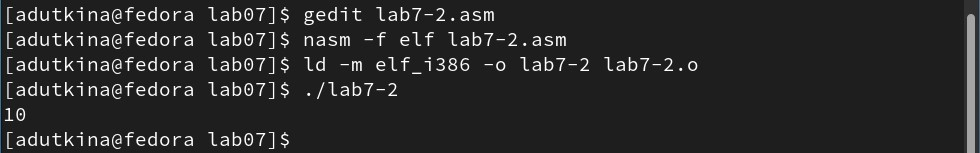 [adutkina@fedora lab07]$ gedit lab7-2.asm
[adutkina@fedora lab07]$ nasm -f elf lab7-2.asm
[adutkina@fedora lab07]$ ld -m elf_i386 -o lab7-2 lab7-2.o
[adutkina@fedora lab07]$ ./lab7-2
10
[adutkina@fedora lab07]$